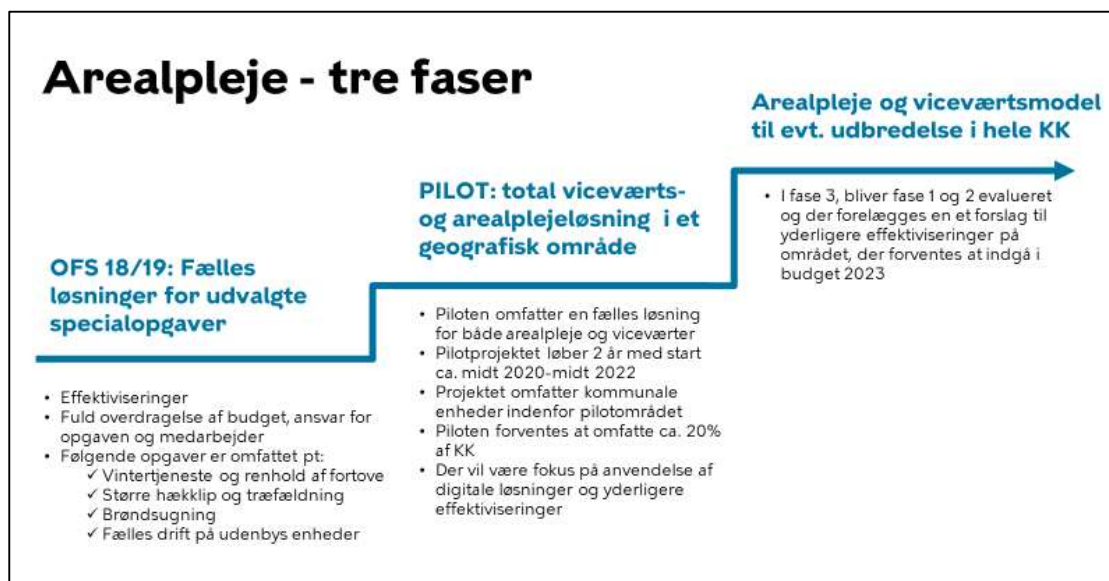 Arealpleje - tre faser
OFS 18/19: Fælles
løsninger for udvalgte
specialopgaver
• Effektiviseringer
• Fuld overdragelse af budget, ansvar for
opgaven og medarbejder
• Følgende opgaver er omfattet pt:
✓ Vintertjeneste og renhold af fortove
✓ Større hækklip og træfældning
✓ Brøndsugning
✓ Fælles drift på udenbys enheder
PILOT: total viceværts-
og arealplejeløsning i et
geografisk område
• Piloten omfatter en fælles løsning
for både arealpleje og viceværter
• Pilotprojektet løber 2 år med start
ca. midt 2020-midt 2022
• Projektet omfatter kommunale
enheder indenfor pilotområdet
• Piloten forventes at omfatte ca. 20%
af KK
• Der vil være fokus på anvendelse af
digitale løsninger og yderligere
effektiviseringer
Arealpleje og viceværtsmodel
til evt. udbredelse i hele KK
• I fase 3, bliver fase 1 og 2 evalueret
og der forelægges en et forslag til
yderligere effektiviseringer på
området, der forventes at indgå i
budget 2023